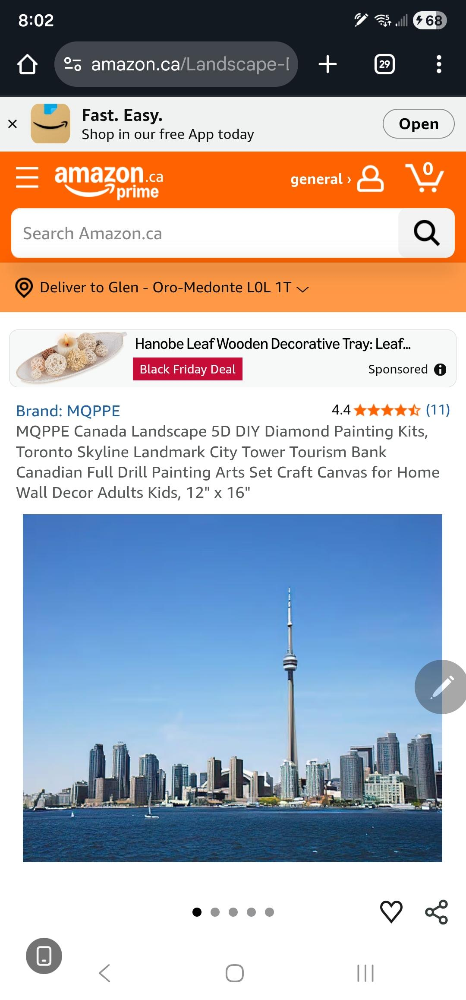 8:02
5
68
amazon.ca/Landscape-
29
Fast. Easy.
Shop in our free App today
Open
amazon.ca
prime
general ›
0
Search Amazon.ca
Deliver to Glen - Oro-Medonte L0L 1T
Hanobe Leaf Wooden Decorative Tray: Leaf...
Black Friday Deal
Sponsored
Brand: MQPPE
4.4
(11)
MQPPE Canada Landscape 5D DIY Diamond Painting Kits,
Toronto Skyline Landmark City Tower Tourism Bank
Canadian Full Drill Painting Arts Set Craft Canvas for Home
Wall Decor Adults Kids, 12" x 16"